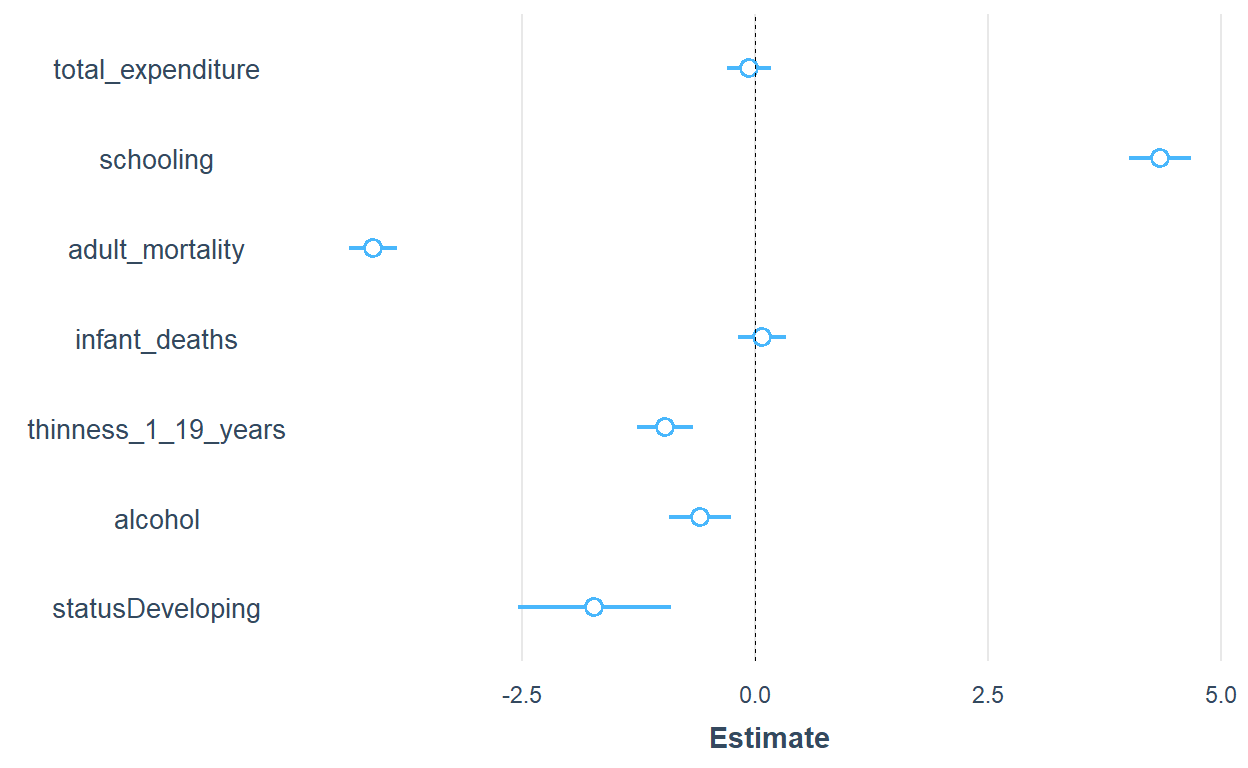 total_expenditure
schooling
adult_mortality
infant_deaths
thinness_1_19_years
alcohol
statusDeveloping
-2.5 0.0 2.5 5.0
Estimate